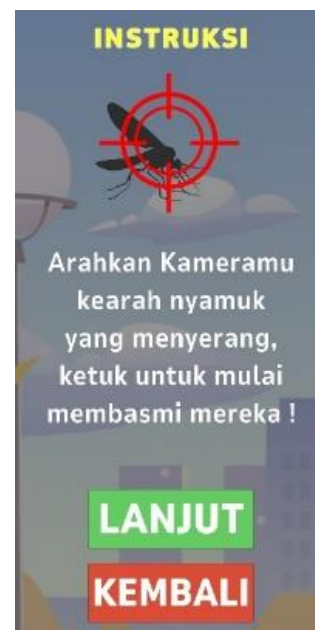 INSTRUKSI
Arahkan Kameramu
kearah nyamuk
yang menyerang,
ketuk untuk mulai
membasmi mereka !
LANJUT
KEMBALI